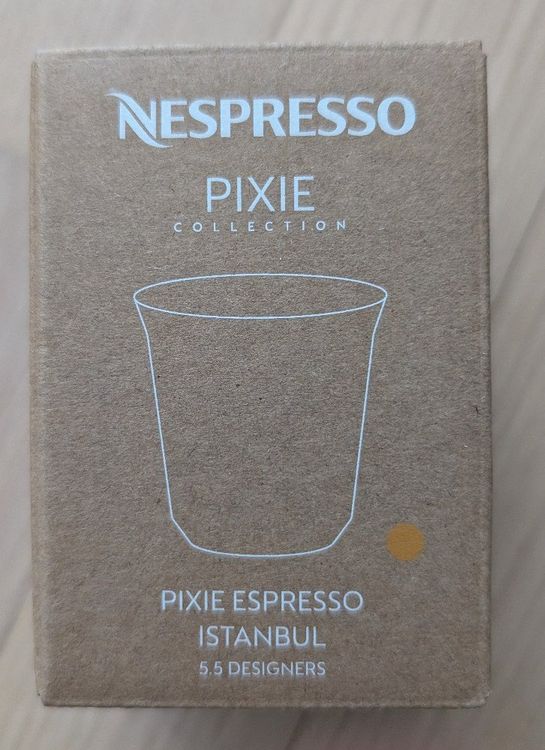 NESPRESSO
PIXIE
COLLECTION
PIXIE ESPRESSO
ISTANBUL
5.5 DESIGNERS